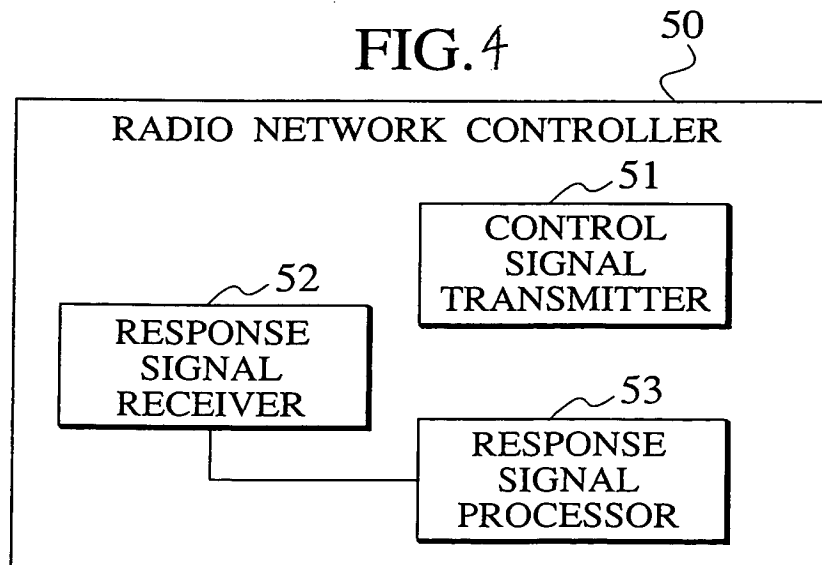 FIG. 4
50
RADIO NETWORK CONTROLLER
51
CONTROL
SIGNAL
TRANSMITTER
52
RESPONSE
SIGNAL
RECEIVER
53
RESPONSE
SIGNAL
PROCESSOR